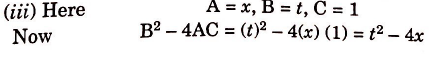 (iii) Here A = x, B = t, C = 1
Now B² – 4AC = (t)² – 4(x) (1) = t² – 4x